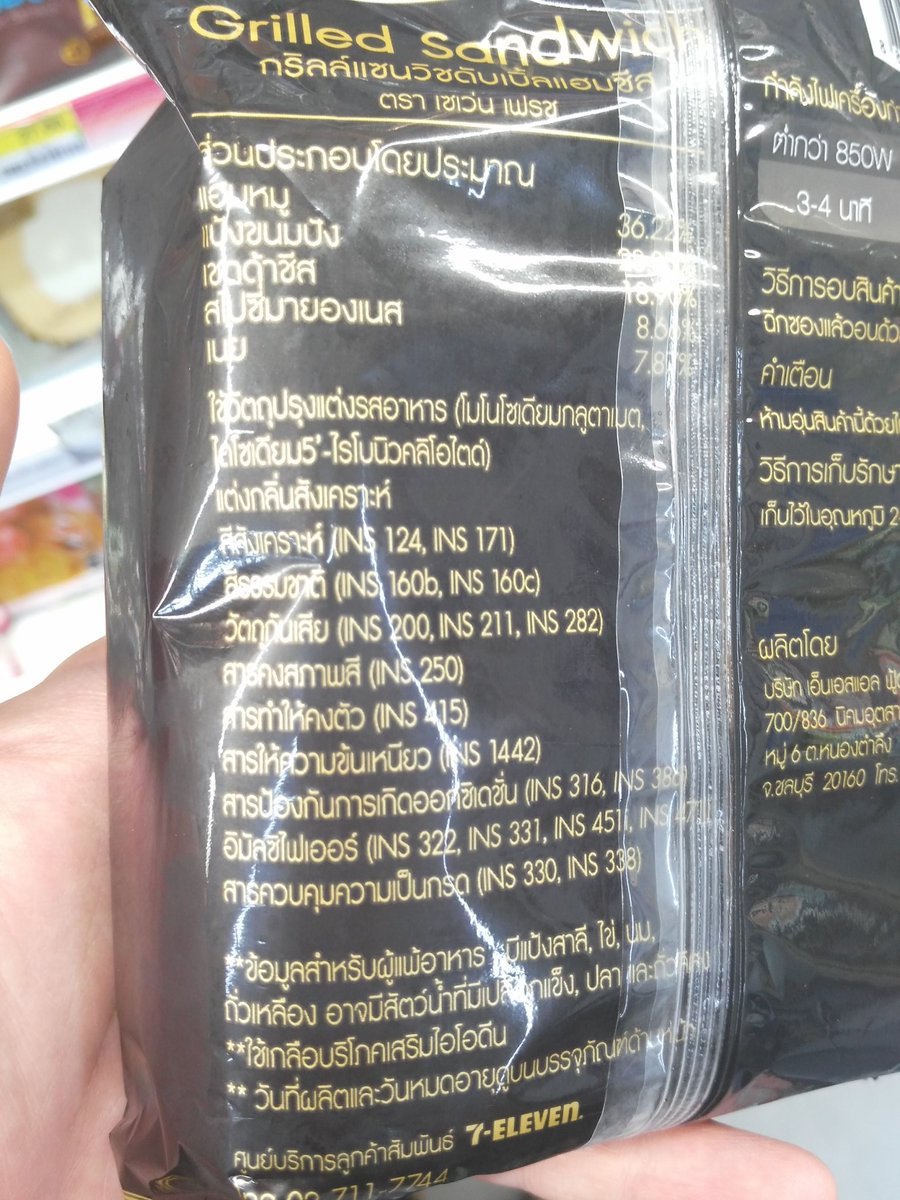 Grilled Sandwich
กริลล์แซนวิชดับเบิ้ลแฮมชีส
ตรา เซเว่น เฟรช
ส่วนประกอบโดยประมาณ
แฮมหมู 36.22%
แป้งขนมปัง
เชดด้าชีส
สไปซีมายองเนส 8.66%
เนย 7.87%
ใช้วัตถุปรุงแต่งรสอาหาร (โมโนโซเดียมกลูตาเมต,
ไดโซเดียม5'-ไรโบนิวคลีโอไตด์)
แต่งกลิ่นสังเคราะห์
สีสังเคราะห์ (INS 124, INS 171)
สีธรรมชาติ (INS 160b, INS 160c)
วัตถุกันเสีย (INS 200, INS 211, INS 282)
สารคงสภาพสี (INS 250)
สารทำให้คงตัว (INS 415)
สารให้ความข้นเหนียว (INS 1442)
สารป้องกันการเกิดออกซิเดชั่น (INS 316, INS 386)
อิมัลซิไฟเออร์ (INS 322, INS 331, INS 451i, INS
สารควบคุมความเป็นกรด (INS 330, INS 338)
**ข้อมูลสำหรับผู้แพ้อาหาร : มีแป้งสาลี, ไข่, นม,
ถั่วเหลือง อาจมีสัตว์น้ำที่มีเปลือกแข็ง, ปลา และถั่วลิสง
**ใช้เกลือบริโภคเสริมไอโอดีน
** วันที่ผลิตและวันหมดอายุดูบนบรรจุภัณฑ์ด้านหน้า
ศูนย์บริการลูกค้าสัมพันธ์ 7-ELEVEn
711-7744
กำลังไฟเครื่อง
ต่ำกว่า 850W
3-4 นาที
วิธีการอบสินค้า
ฉีกซองแล้วอบด้วย
คำเตือน
ห้ามอุ่นสินค้านี้ด้วย
วิธีการเก็บรักษา
เก็บไว้ในอุณหภูมิ
ผลิตโดย
บริษัท เอ็นเอสแอล
700/836 นิคมอุตสา
หมู่ 6 ต.หนองตำลึง
จ.ชลบุรี 20160 โทร.